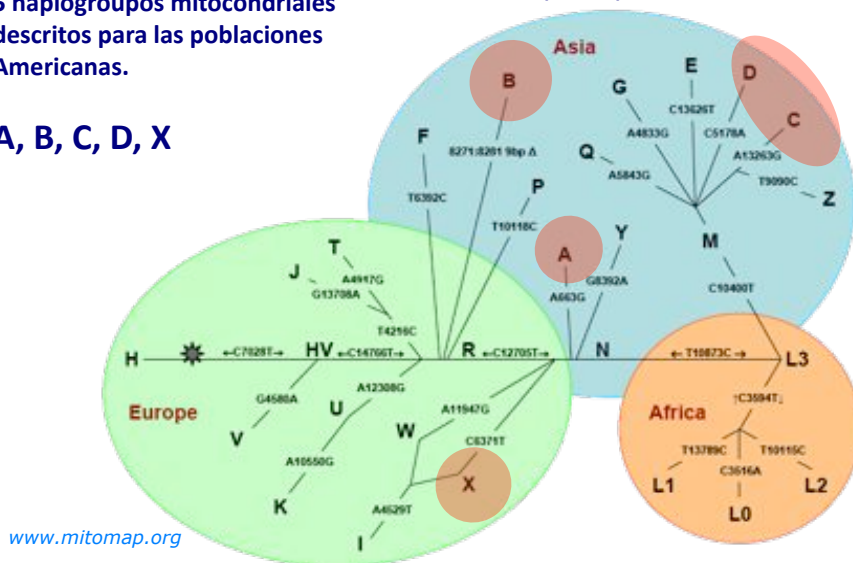 5 haplogroupos mitocondriales
descritos para las poblaciones
Americanas.
A, B, C, D, X
Asia
B
E
D
G
C13626T
C5178A
C
F
A4833G
8271:8281 9bp Δ
A13263G
Q
A5843G
T9090C
P
Z
T6392C
T10118C
Y
M
T
A
J
A4917G
G8392A
A663G
C10400T
G13708A
T4216C
H
←C7028T→
HV
←C14766T→
R
←C12705T→
N
←T10873C→
L3
G4580A
A12308G
↑C3594T↓
Europe
U
A11947G
Africa
W
C6371T
V
T13789C
T10115C
A10550G
C3516A
X
L1
L2
K
A4529T
L0
I
www.mitomap.org